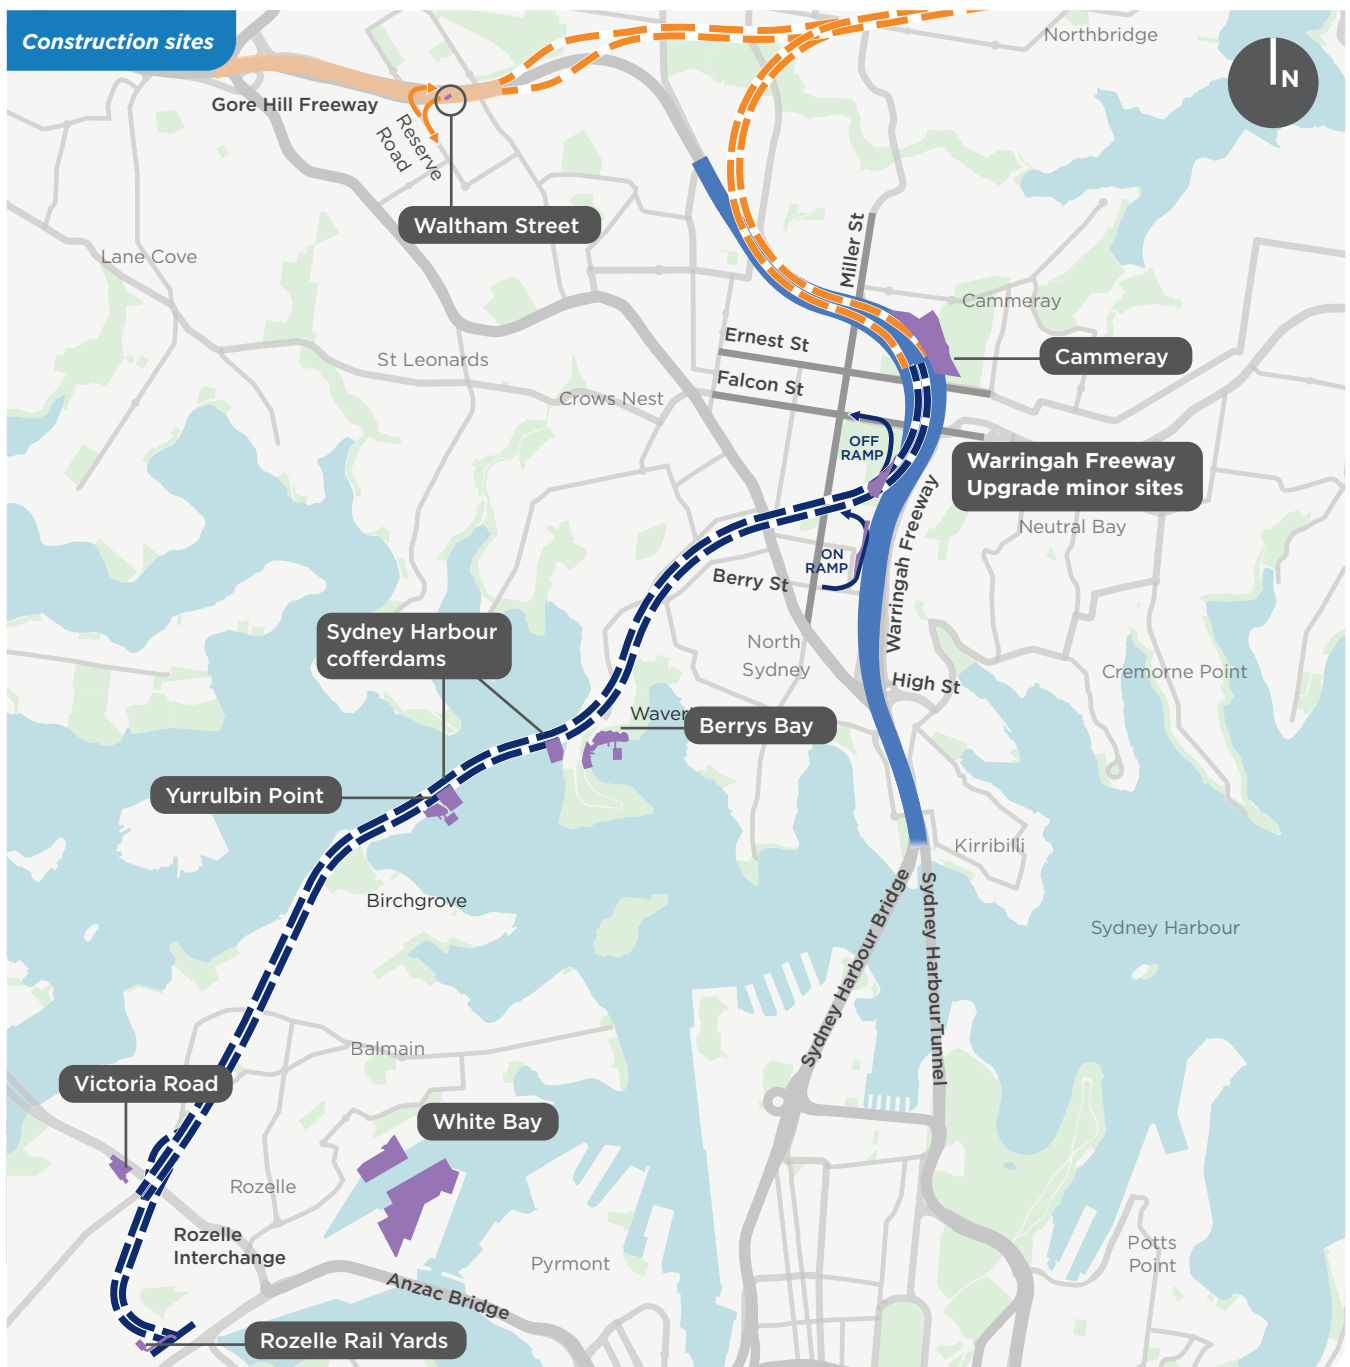 Construction sites
Northbridge
N
Gore Hill Freeway
Reserve
Road
Waltham Street
Miller St
Lane Cove
Cammeray
Ernest St
Cammeray
St Leonards
Falcon St
Crows Nest
OFF
RAMP
Warringah Freeway
Upgrade minor sites
Neutral Bay
ON
RAMP
Berry St
Warringah Freeway
Sydney Harbour
cofferdams
North
Sydney
High St
Cremorne Point
Waver
Berrys Bay
Yurrulbin Point
Kirribilli
Birchgrove
Sydney Harbour Bridge
Sydney HarbourTunnel
Sydney Harbour
Balmain
Victoria Road
White Bay
Rozelle
Rozelle
Interchange
Potts
Point
Pyrmont
Anzac Bridge
Rozelle Rail Yards